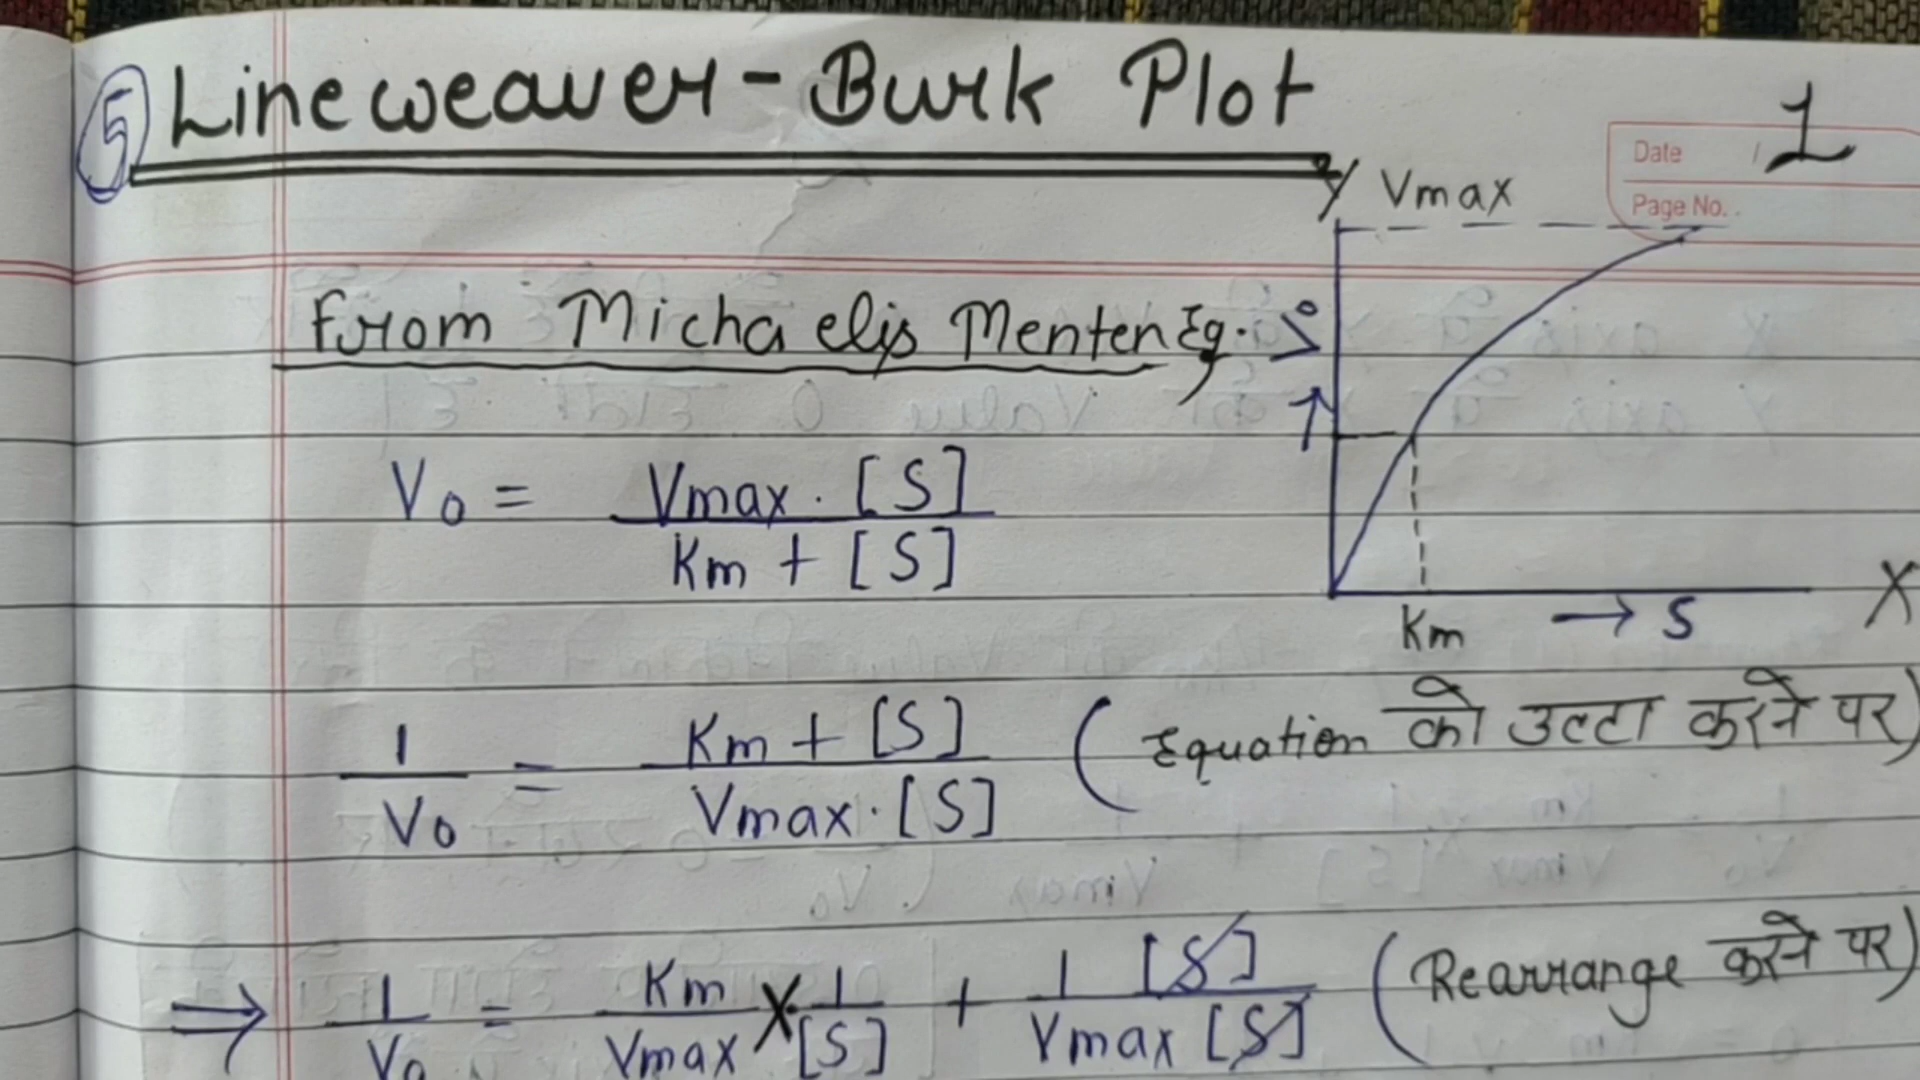 5 Lineweaver - Burk Plot
1
Date
Page No.
Y Vmax
From Michaelis Menten Eq.
V₀
↑
V₀ = Vmax · [S] / Km + [S]
Km → S X
1 / V₀ = Km + [S] / Vmax · [S] ( Equation को उल्टा करने पर)
⇒ 1 / V₀ = Km / Vmax X 1 / [S] + 1 [S] / Vmax [S] ( Rearrange करने पर)